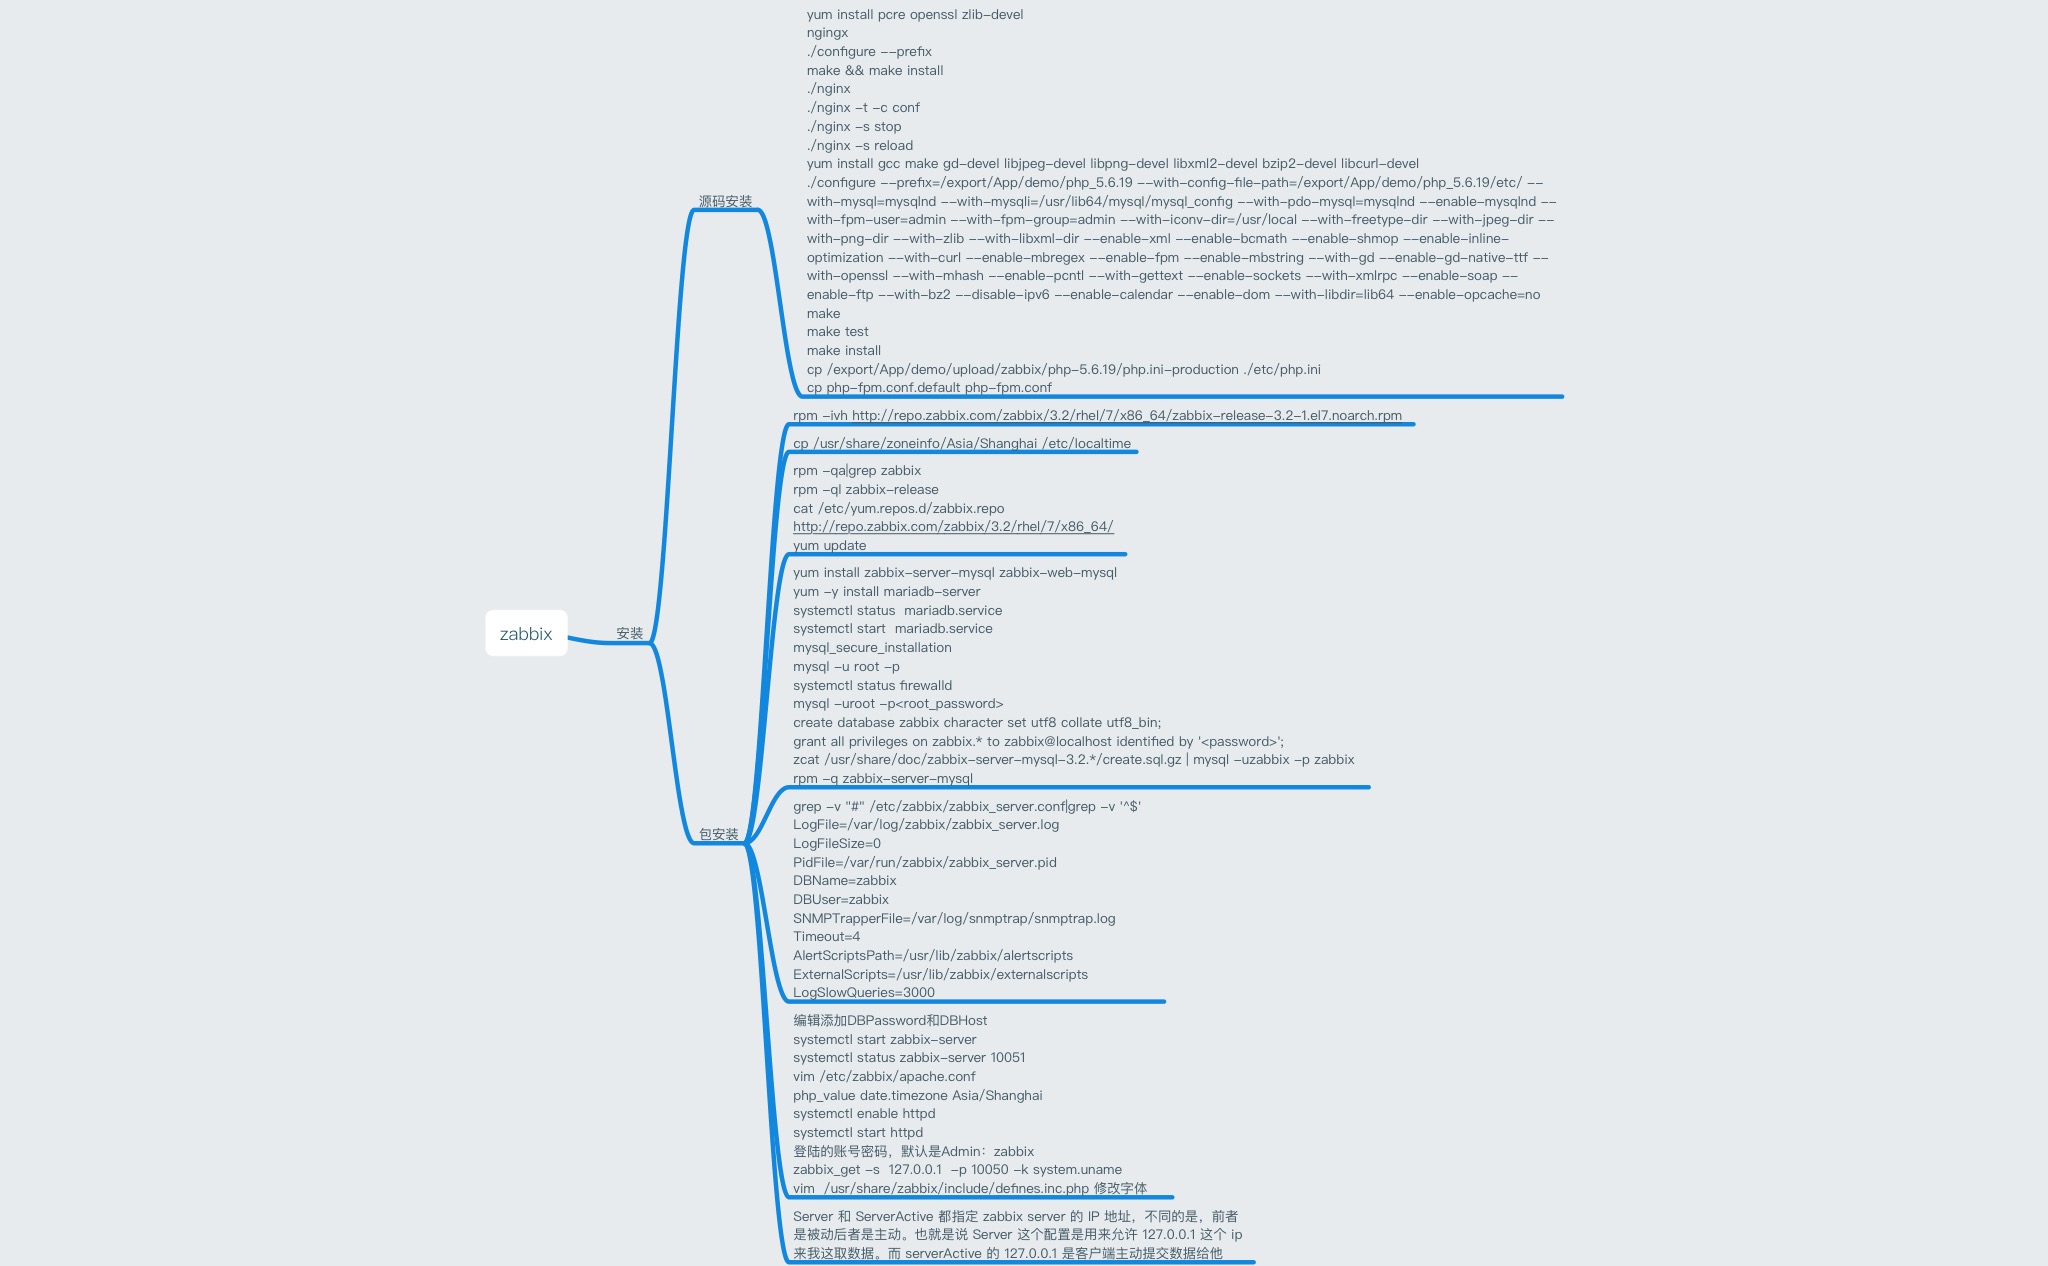 zabbix
安装
源码安装
yum install pcre openssl zlib-devel
ngingx
./configure --prefix
make && make install
./nginx
./nginx -t -c conf
./nginx -s stop
./nginx -s reload
yum install gcc make gd-devel libjpeg-devel libpng-devel libxml2-devel bzip2-devel libcurl-devel
./configure --prefix=/export/App/demo/php_5.6.19 --with-config-file-path=/export/App/demo/php_5.6.19/etc/ --
with-mysql=mysqlnd --with-mysqli=/usr/lib64/mysql/mysql_config --with-pdo-mysql=mysqlnd --enable-mysqlnd --
with-fpm-user=admin --with-fpm-group=admin --with-iconv-dir=/usr/local --with-freetype-dir --with-jpeg-dir --
with-png-dir --with-zlib --with-libxml-dir --enable-xml --enable-bcmath --enable-shmop --enable-inline-
optimization --with-curl --enable-mbregex --enable-fpm --enable-mbstring --with-gd --enable-gd-native-ttf --
with-openssl --with-mhash --enable-pcntl --with-gettext --enable-sockets --with-xmlrpc --enable-soap --
enable-ftp --with-bz2 --disable-ipv6 --enable-calendar --enable-dom --with-libdir=lib64 --enable-opcache=no
make
make test
make install
cp /export/App/demo/upload/zabbix/php-5.6.19/php.ini-production ./etc/php.ini
cp php-fpm.conf.default php-fpm.conf
包安装
rpm -ivh http://repo.zabbix.com/zabbix/3.2/rhel/7/x86_64/zabbix-release-3.2-1.el7.noarch.rpm
cp /usr/share/zoneinfo/Asia/Shanghai /etc/localtime
rpm -qa|grep zabbix
rpm -ql zabbix-release
cat /etc/yum.repos.d/zabbix.repo
http://repo.zabbix.com/zabbix/3.2/rhel/7/x86_64/
yum update
yum install zabbix-server-mysql zabbix-web-mysql
yum -y install mariadb-server
systemctl status  mariadb.service
systemctl start  mariadb.service
mysql_secure_installation
mysql -u root -p
systemctl status firewalld
mysql -uroot -p<root_password>
create database zabbix character set utf8 collate utf8_bin;
grant all privileges on zabbix.* to zabbix@localhost identified by '<password>';
zcat /usr/share/doc/zabbix-server-mysql-3.2.*/create.sql.gz | mysql -uzabbix -p zabbix
rpm -q zabbix-server-mysql
grep -v "#" /etc/zabbix/zabbix_server.conf|grep -v '^$'
LogFile=/var/log/zabbix/zabbix_server.log
LogFileSize=0
PidFile=/var/run/zabbix/zabbix_server.pid
DBName=zabbix
DBUser=zabbix
SNMPTrapperFile=/var/log/snmptrap/snmptrap.log
Timeout=4
AlertScriptsPath=/usr/lib/zabbix/alertscripts
ExternalScripts=/usr/lib/zabbix/externalscripts
LogSlowQueries=3000
编辑添加DBPassword和DBHost
systemctl start zabbix-server
systemctl status zabbix-server 10051
vim /etc/zabbix/apache.conf
php_value date.timezone Asia/Shanghai
systemctl enable httpd
systemctl start httpd
登陆的账号密码，默认是Admin：zabbix
zabbix_get -s  127.0.0.1  -p 10050 -k system.uname
vim  /usr/share/zabbix/include/defines.inc.php 修改字体
Server 和 ServerActive 都指定 zabbix server 的 IP 地址，不同的是，前者
是被动后者是主动。也就是说 Server 这个配置是用来允许 127.0.0.1 这个 ip
来我这取数据。而 serverActive 的 127.0.0.1 是客户端主动提交数据给他